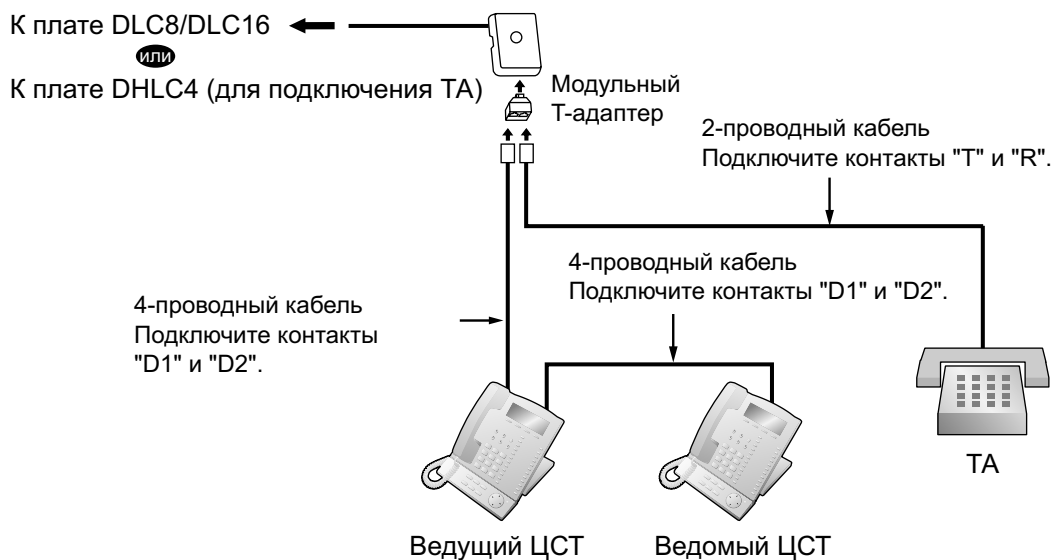 К плате DLC8/DLC16
или
К плате DHLC4 (для подключения ТА)
Модульный
Т-адаптер
2-проводный кабель
Подключите контакты "T" и "R".
4-проводный кабель
Подключите контакты "D1" и "D2".
4-проводный кабель
Подключите контакты
"D1" и "D2".
ТА
Ведущий ЦСТ
Ведомый ЦСТ